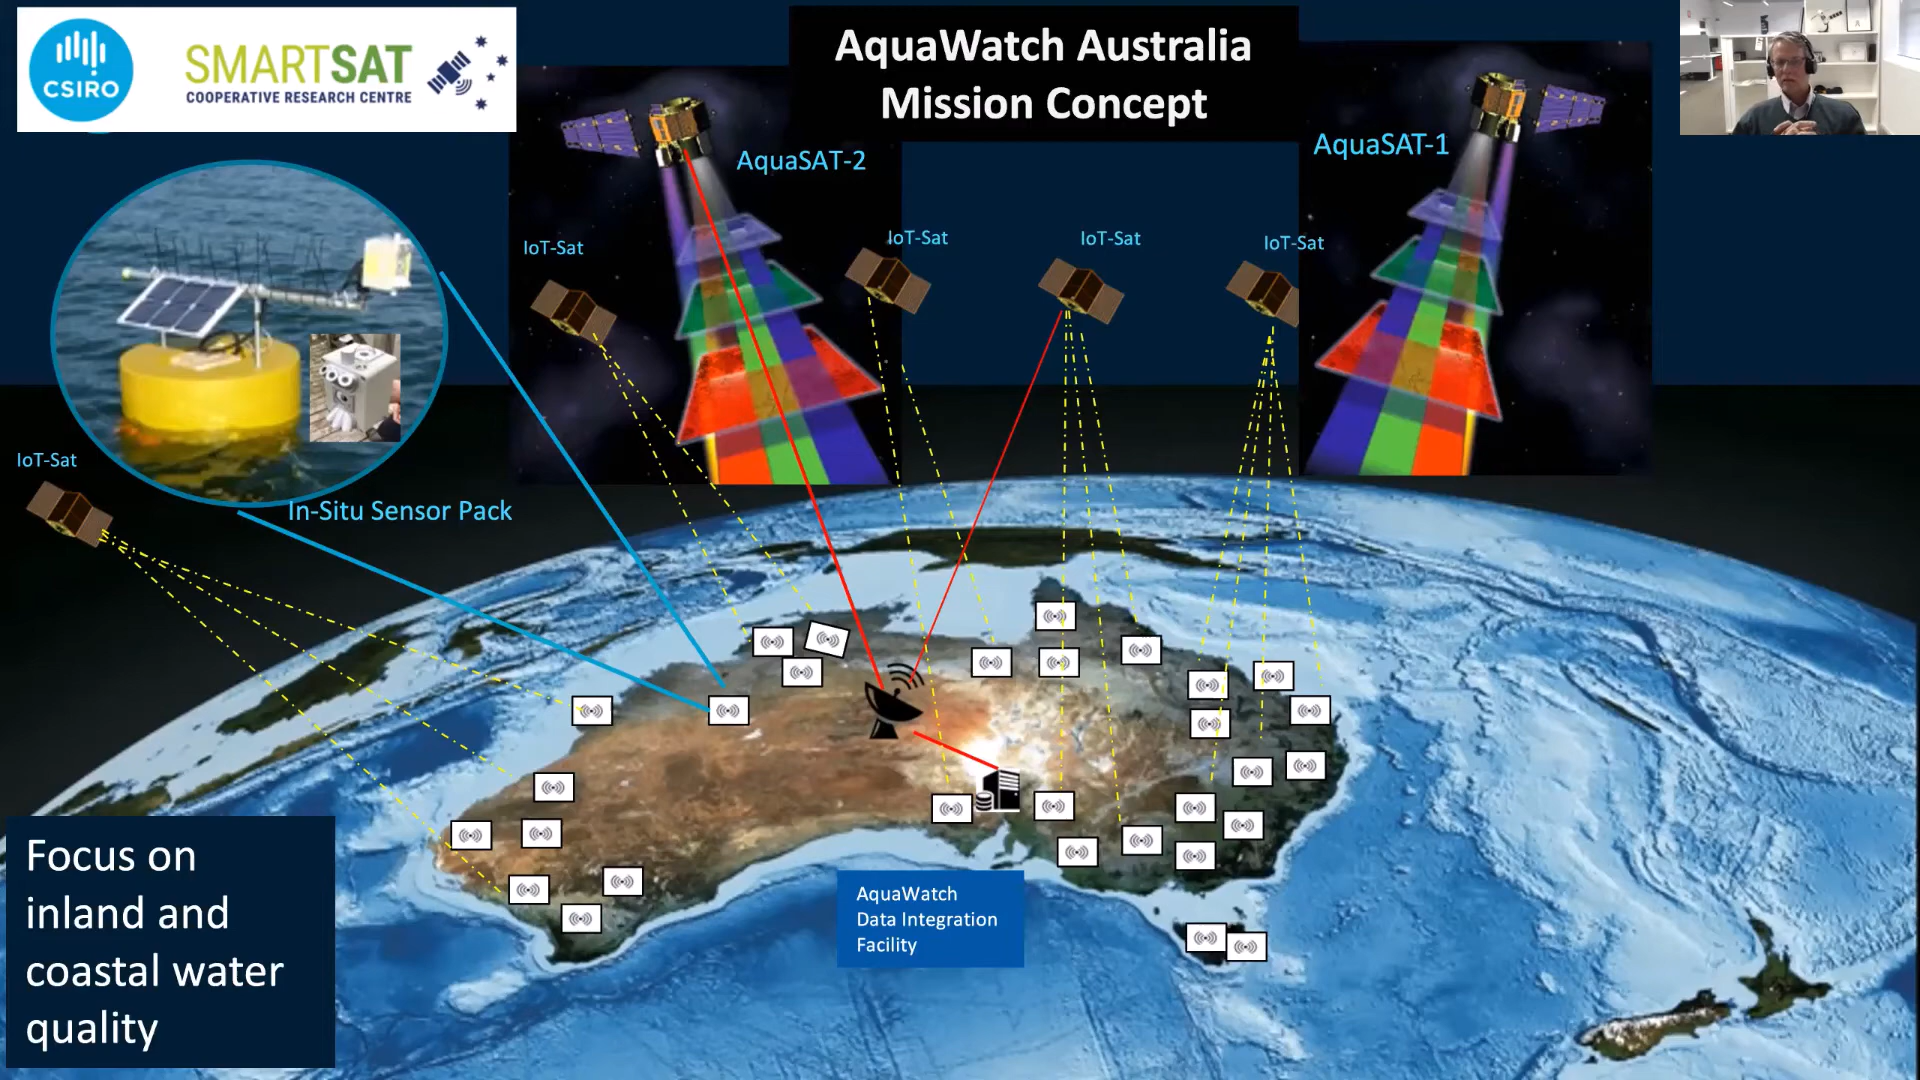 CSIRO
SMARTSAT
COOPERATIVE RESEARCH CENTRE
AquaWatch Australia
Mission Concept
AquaSAT-2
AquaSAT-1
IoT-Sat
IoT-Sat
IoT-Sat
IoT-Sat
IoT-Sat
In-Situ Sensor Pack
Focus on
inland and
coastal water
quality
AquaWatch
Data Integration
Facility